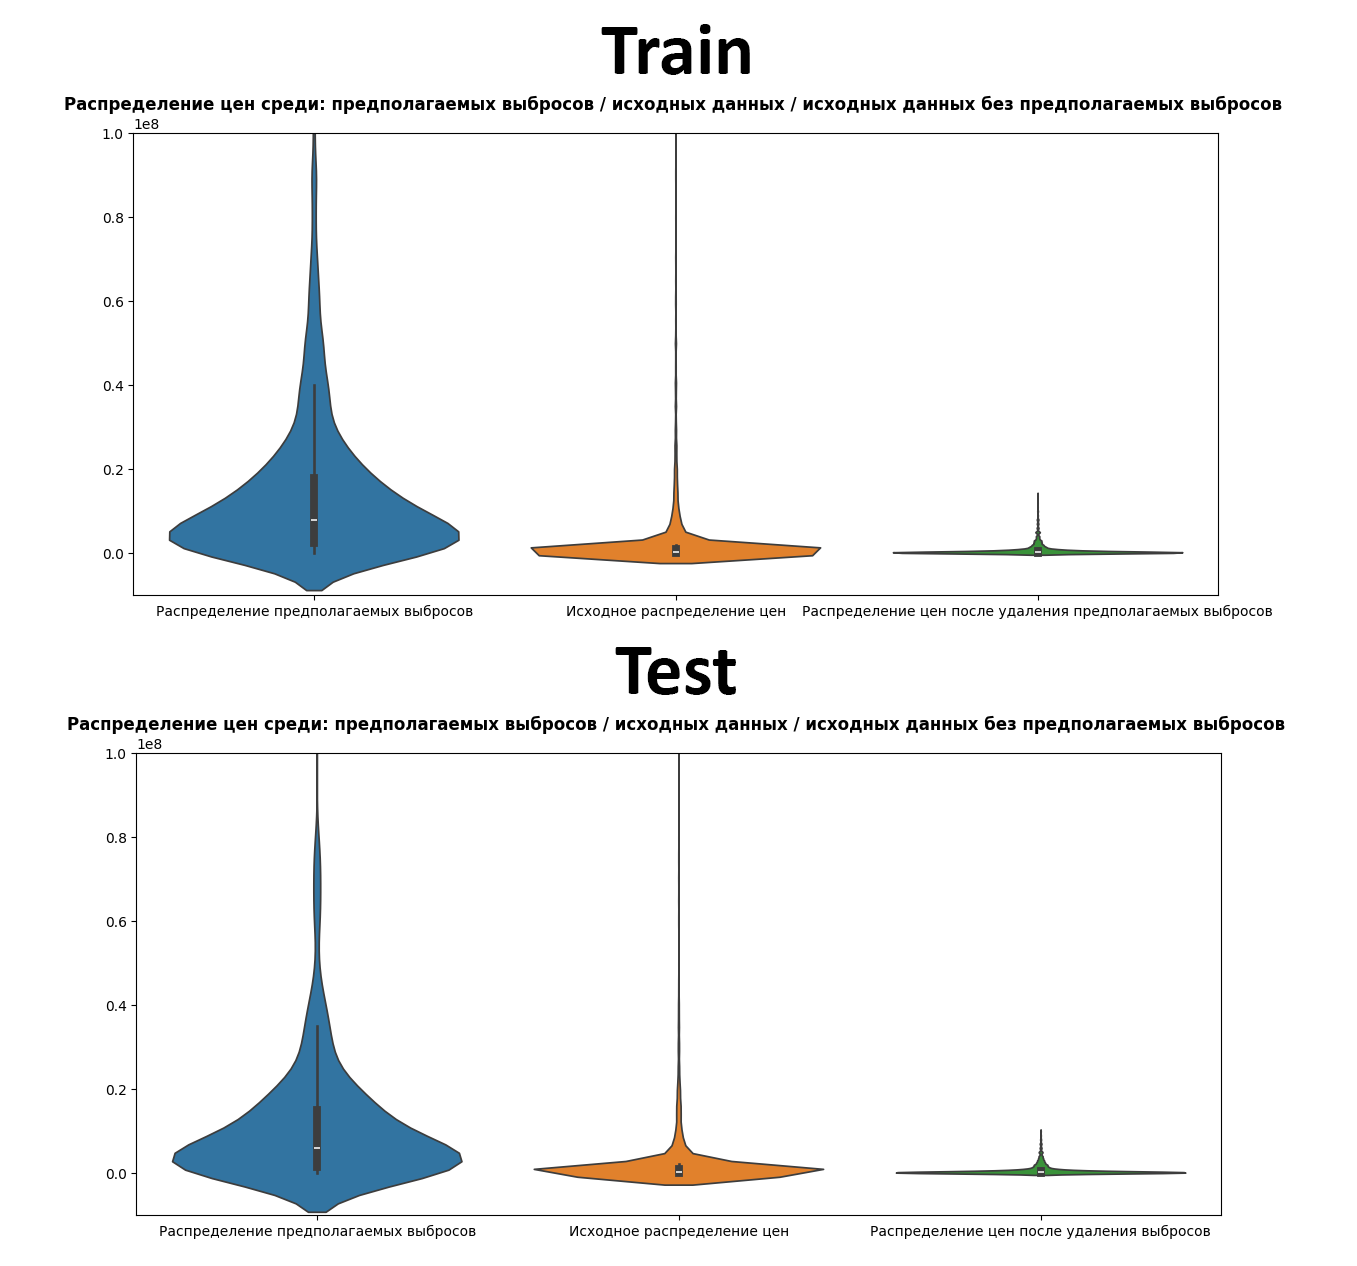 Train
Распределение цен среди: предполагаемых выбросов / исходных данных / исходных данных без предполагаемых выбросов
1e8
1.0
0.8
0.6
0.4
0.2
0.0
Распределение предполагаемых выбросов
Исходное распределение цен
Распределение цен после удаления предполагаемых выбросов
Test
Распределение цен среди: предполагаемых выбросов / исходных данных / исходных данных без предполагаемых выбросов
1e8
1.0
0.8
0.6
0.4
0.2
0.0
Распределение предполагаемых выбросов
Исходное распределение цен
Распределение цен после удаления выбросов